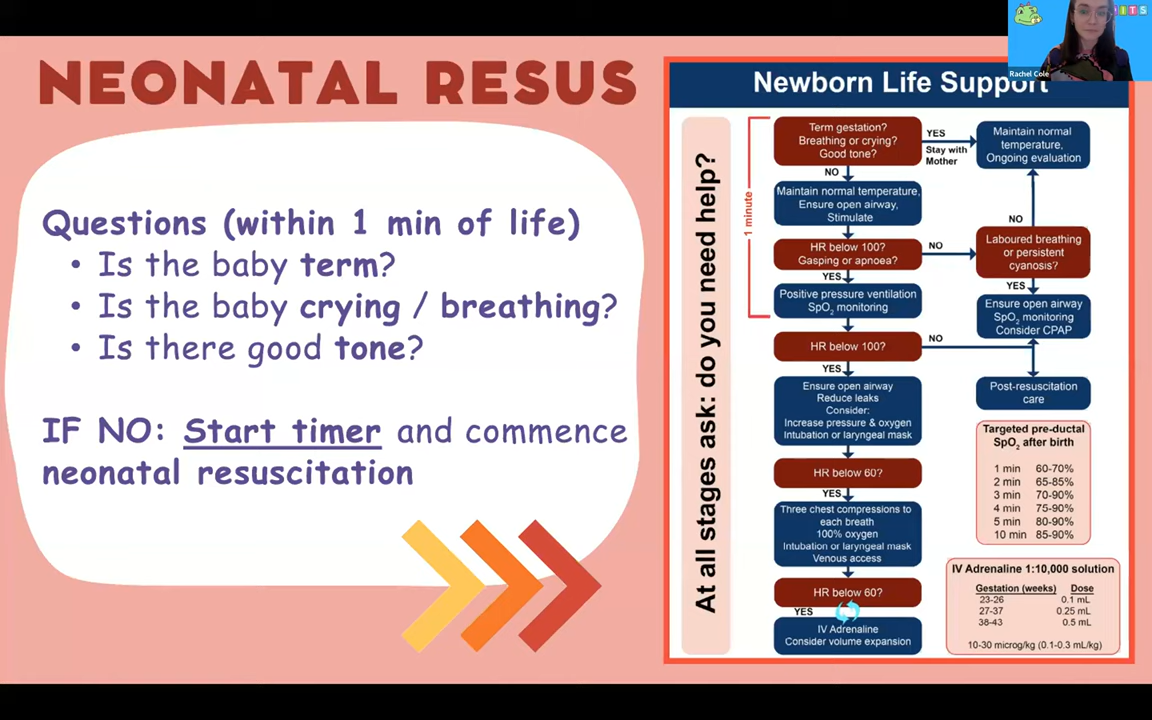 NEONATAL RESUS
Questions (within 1 min of life)
• Is the baby term?
• Is the baby crying / breathing?
• Is there good tone?
IF NO: Start timer and commence
neonatal resuscitation
Rachel Cole
ITS
Newborn Life Support
At all stages ask: do you need help?
1 minute
Term gestation?
Breathing or crying?
Good tone?
YES
Stay with
Mother
Maintain normal
temperature,
Ongoing evaluation
NO
Maintain normal temperature,
Ensure open airway,
Stimulate
HR below 100?
Gasping or apnoea?
NO
Laboured breathing
or persistent
cyanosis?
NO
YES
YES
Positive pressure ventilation
SpO2 monitoring
Ensure open airway
SpO2 monitoring
Consider CPAP
HR below 100?
NO
YES
Post-resuscitation
care
Ensure open airway
Reduce leaks
Consider:
Increase pressure & oxygen
Intubation or laryngeal mask
HR below 60?
YES
Three chest compressions to
each breath
100% oxygen
Intubation or laryngeal mask
Venous access
HR below 60?
YES
IV Adrenaline
Consider volume expansion
Targeted pre-ductal
SpO2 after birth
1 min 60-70%
2 min 65-85%
3 min 70-90%
4 min 75-90%
5 min 80-90%
10 min 85-90%
IV Adrenaline 1:10,000 solution
Gestation (weeks) Dose
23-26 0.1 mL
27-37 0.25 mL
38-43 0.5 mL
10-30 microg/kg (0.1-0.3 mL/kg)